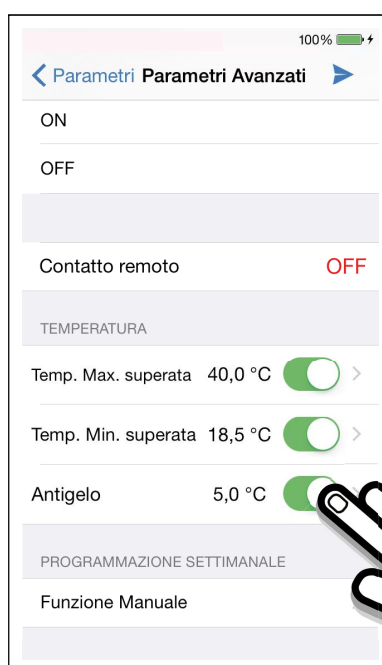 100%
Parametri Parametri Avanzati
ON
OFF
Contatto remoto OFF
TEMPERATURA
Temp. Max. superata 40,0 °C
Temp. Min. superata 18,5 °C
Antigelo 5,0 °C
PROGRAMMAZIONE SETTIMANALE
Funzione Manuale